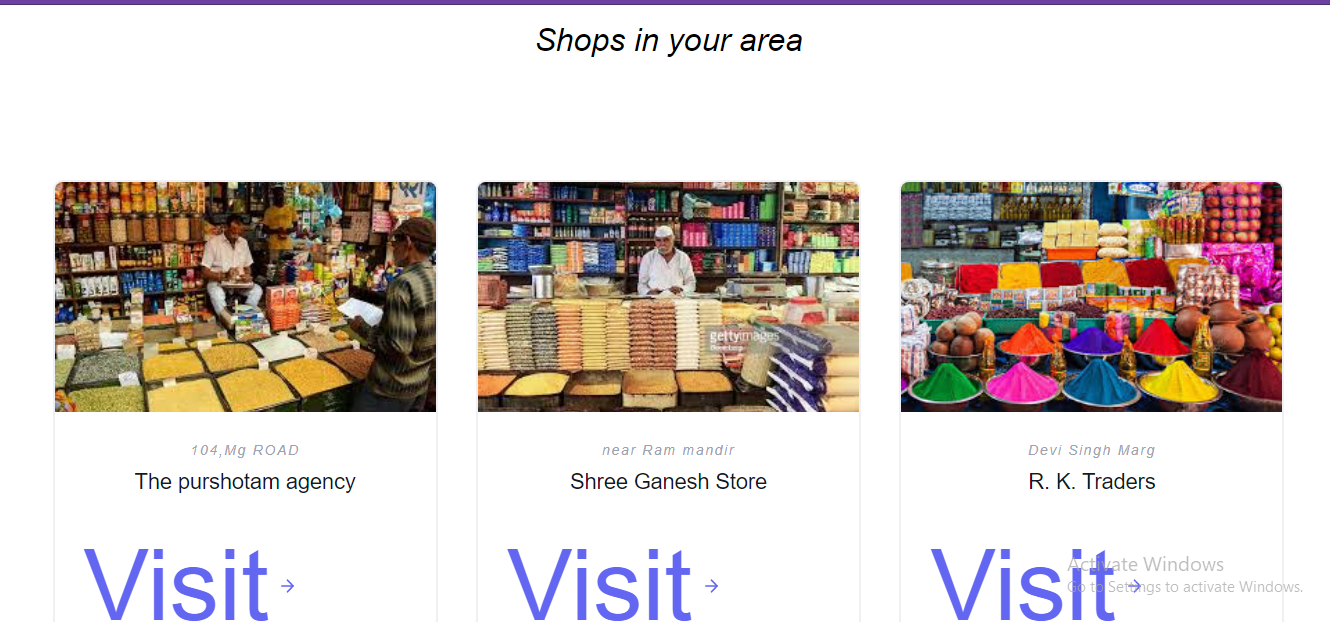 Shops in your area
gettyimages
104,Mg ROAD
near Ram mandir
Devi Singh Marg
The purshotam agency
Shree Ganesh Store
R. K. Traders
Visit →
Visit →
Visit →
Activate Windows
Go to Settings to activate Windows.